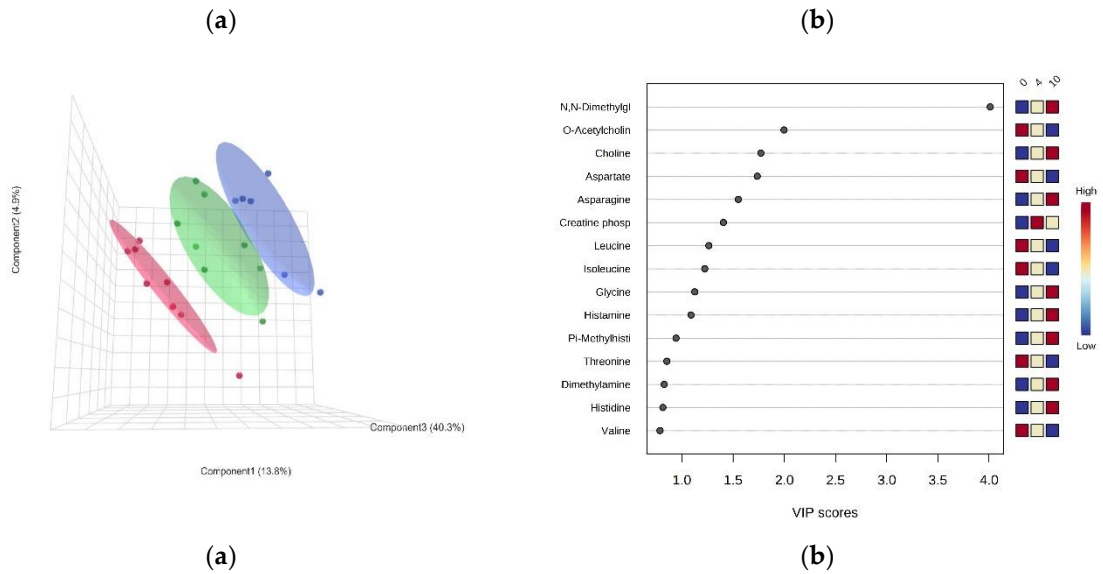 (a)
(b)
Component2 (4.9%)
Component3 (40.3%)
Component1 (13.8%)
0 4 10
N,N-Dimethylgl
O-Acetylcholin
Choline
Aspartate
Asparagine
Creatine phosp
Leucine
Isoleucine
Glycine
Histamine
Pi-Methylhisti
Threonine
Dimethylamine
Histidine
Valine
High
Low
1.0 1.5 2.0 2.5 3.0 3.5 4.0
VIP scores
(a)
(b)